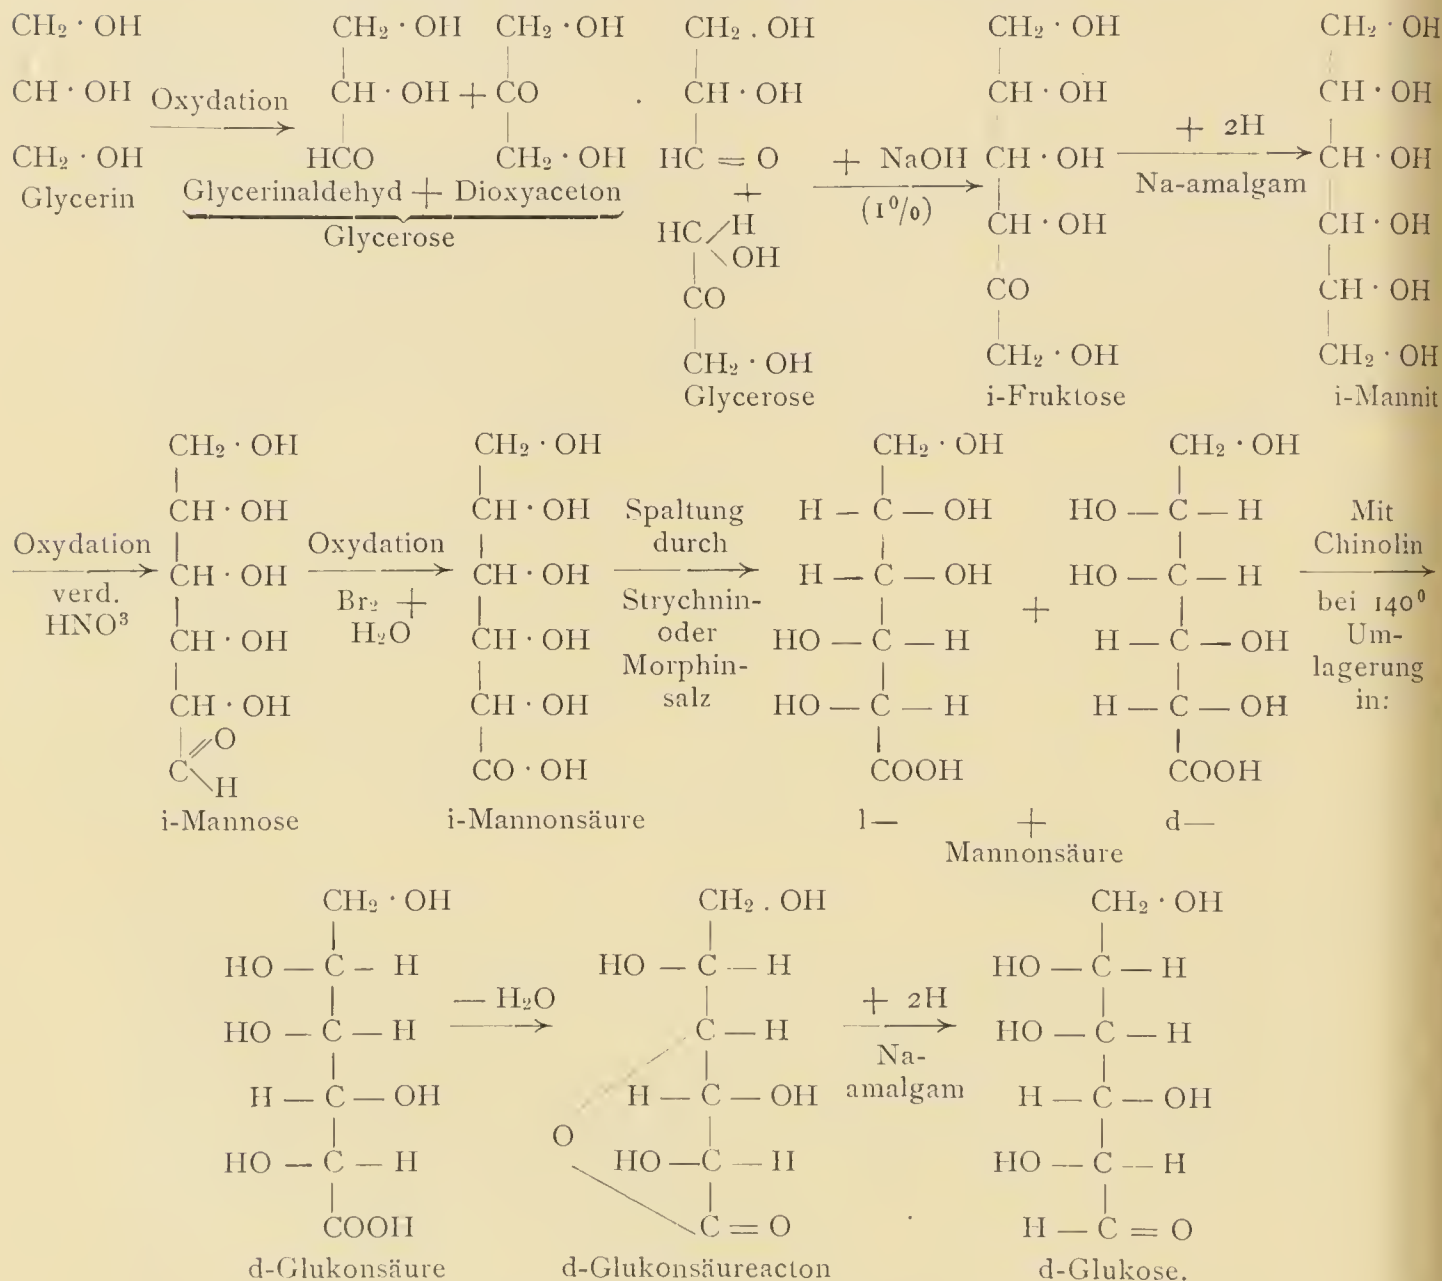 CH₂ · OH CH₂ · OH CH₂ · OH CH₂ . OH CH₂ · OH CH₂ · OH
CH · OH Oxydation CH · OH + CO . CH · OH CH · OH CH · OH
CH₂ · OH HCO CH₂ · OH HC = O + NaOH CH · OH + 2H CH · OH
Glycerin Glycerinaldehyd + Dioxyaceton + (1%) Na-amalgam
Glycerose HC H OH CH · OH CH · OH
CO CO CH · OH
CH₂ · OH CH₂ · OH CH₂ · OH
Glycerose i-Fruktose i-Mannit
CH₂ · OH CH₂ · OH CH₂ · OH CH₂ · OH
CH · OH CH · OH Spaltung H — C — OH HO — C — H Mit
Oxydation Oxydation durch Chinolin
CH · OH CH · OH H — C — OH HO — C — H
verd. Br₂ + Strychnin- + bei 140⁰
HNO³ H₂O oder Um-
CH · OH CH · OH HO — C — H H — C — OH
Morphin- lagerung
CH · OH CH · OH salz HO — C — H H — C — OH in:
O
C H CO · OH COOH COOH
i-Mannose i-Mannonsäure l— + d—
Mannonsäure
CH₂ · OH CH₂ . OH CH₂ · OH
HO — C — H HO — C — H HO — C — H
— H₂O + 2H
HO — C — H C — H HO — C — H
Na-
H — C — OH H — C — OH amalgam H — C — OH
O
HO — C — H HO — C — H HO — C — H
COOH C = O H — C = O
d-Glukonsäure d-Glukonsäureacton d-Glukose.